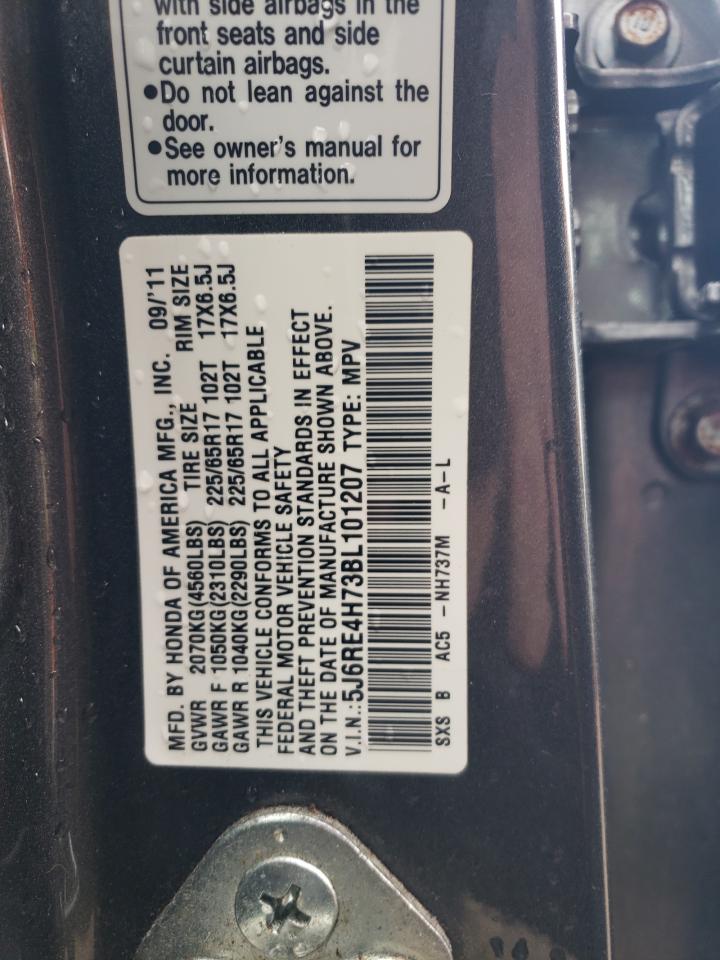 with side airbags in the
front seats and side
curtain airbags.
●Do not lean against the
door.
●See owner's manual for
more information.
MFD. BY HONDA OF AMERICA MFG., INC. 09/'11
GVWR 2070KG(4560LBS) TIRE SIZE RIM SIZE
GAWR F 1050KG(2310LBS) 225/65R17 102T 17X6.5J
GAWR R 1040KG(2290LBS) 225/65R17 102T 17X6.5J
THIS VEHICLE CONFORMS TO ALL APPLICABLE
FEDERAL MOTOR VEHICLE SAFETY
AND THEFT PREVENTION STANDARDS IN EFFECT
ON THE DATE OF MANUFACTURE SHOWN ABOVE.
V.I.N.:5J6RE4H73BL101207 TYPE: MPV
SXS B AC5 -NH737M -A-L